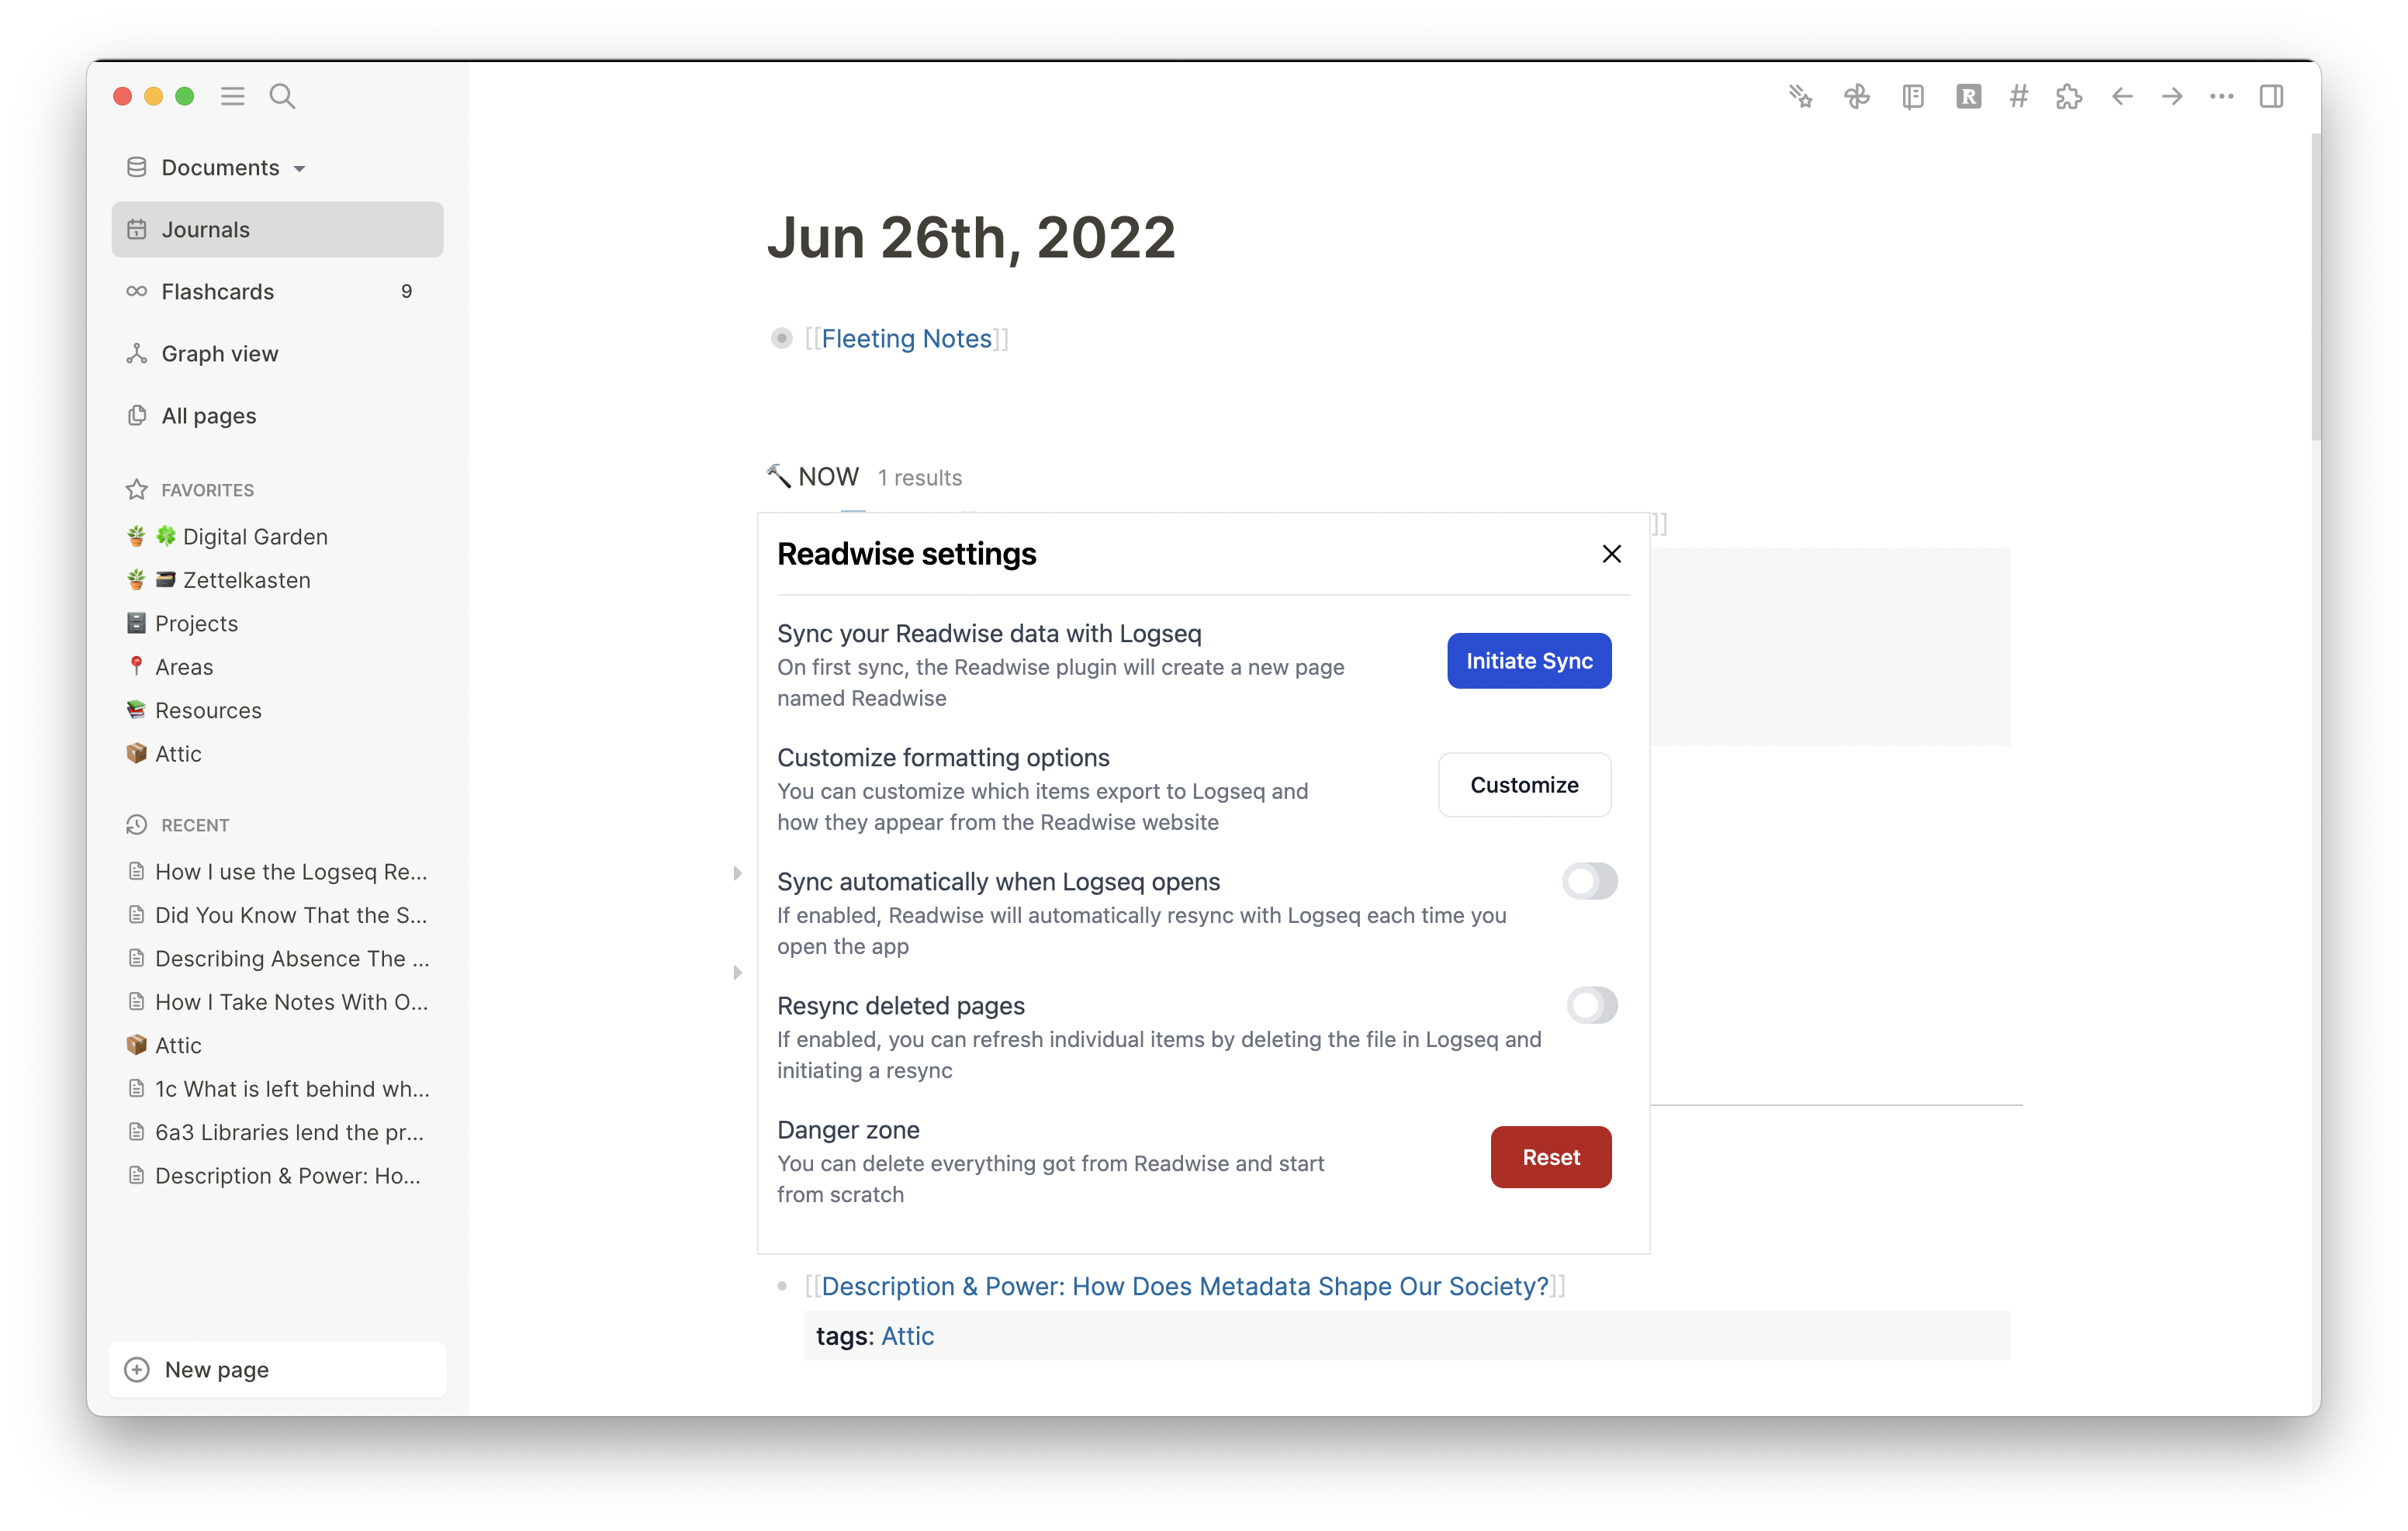 Documents
Journals
Flashcards 9
Graph view
All pages
FAVORITES
Digital Garden
Zettelkasten
Projects
Areas
Resources
Attic
RECENT
How I use the Logseq Re...
Did You Know That the S...
Describing Absence The ...
How I Take Notes With O...
Attic
1c What is left behind wh...
6a3 Libraries lend the pr...
Description & Power: Ho...
New page
R #
Jun 26th, 2022
[[Fleeting Notes]]
NOW 1 results
]]
Readwise settings
Sync your Readwise data with Logseq
On first sync, the Readwise plugin will create a new page
named Readwise
Initiate Sync
Customize formatting options
You can customize which items export to Logseq and
how they appear from the Readwise website
Customize
Sync automatically when Logseq opens
If enabled, Readwise will automatically resync with Logseq each time you
open the app
Resync deleted pages
If enabled, you can refresh individual items by deleting the file in Logseq and
initiating a resync
Danger zone
You can delete everything got from Readwise and start
from scratch
Reset
[[Description & Power: How Does Metadata Shape Our Society?]]
tags: Attic